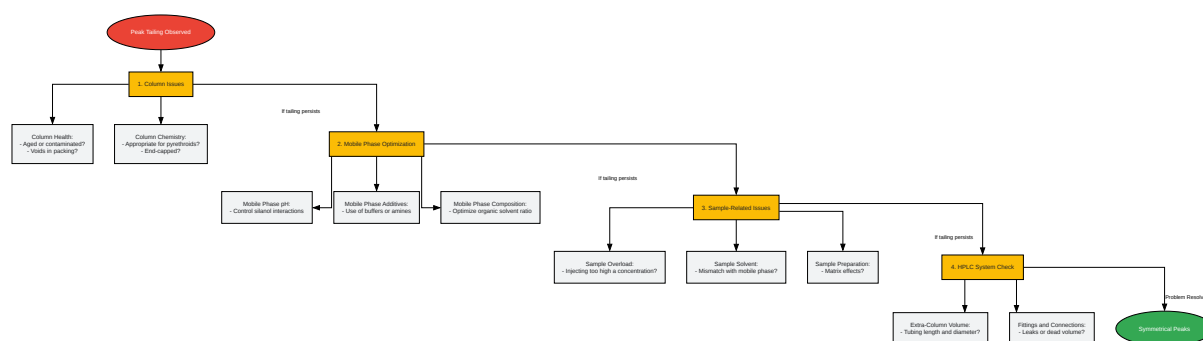 Peak Tailing Observed
1. Column Issues
If tailing persists
Column Health:
- Aged or contaminated?
- Voids in packing?
Column Chemistry:
- Appropriate for pyrethroids?
- End-capped?
2. Mobile Phase Optimization
If tailing persists
Mobile Phase pH:
- Control silanol interactions
Mobile Phase Additives:
- Use of buffers or amines
Mobile Phase Composition:
- Optimize organic solvent ratio
3. Sample-Related Issues
If tailing persists
Sample Overload:
- Injecting too high a concentration?
Sample Solvent:
- Mismatch with mobile phase?
Sample Preparation:
- Matrix effects?
4. HPLC System Check
Problem Resolv
Extra-Column Volume:
- Tubing length and diameter?
Fittings and Connections:
- Leaks or dead volume?
Symmetrical Peaks